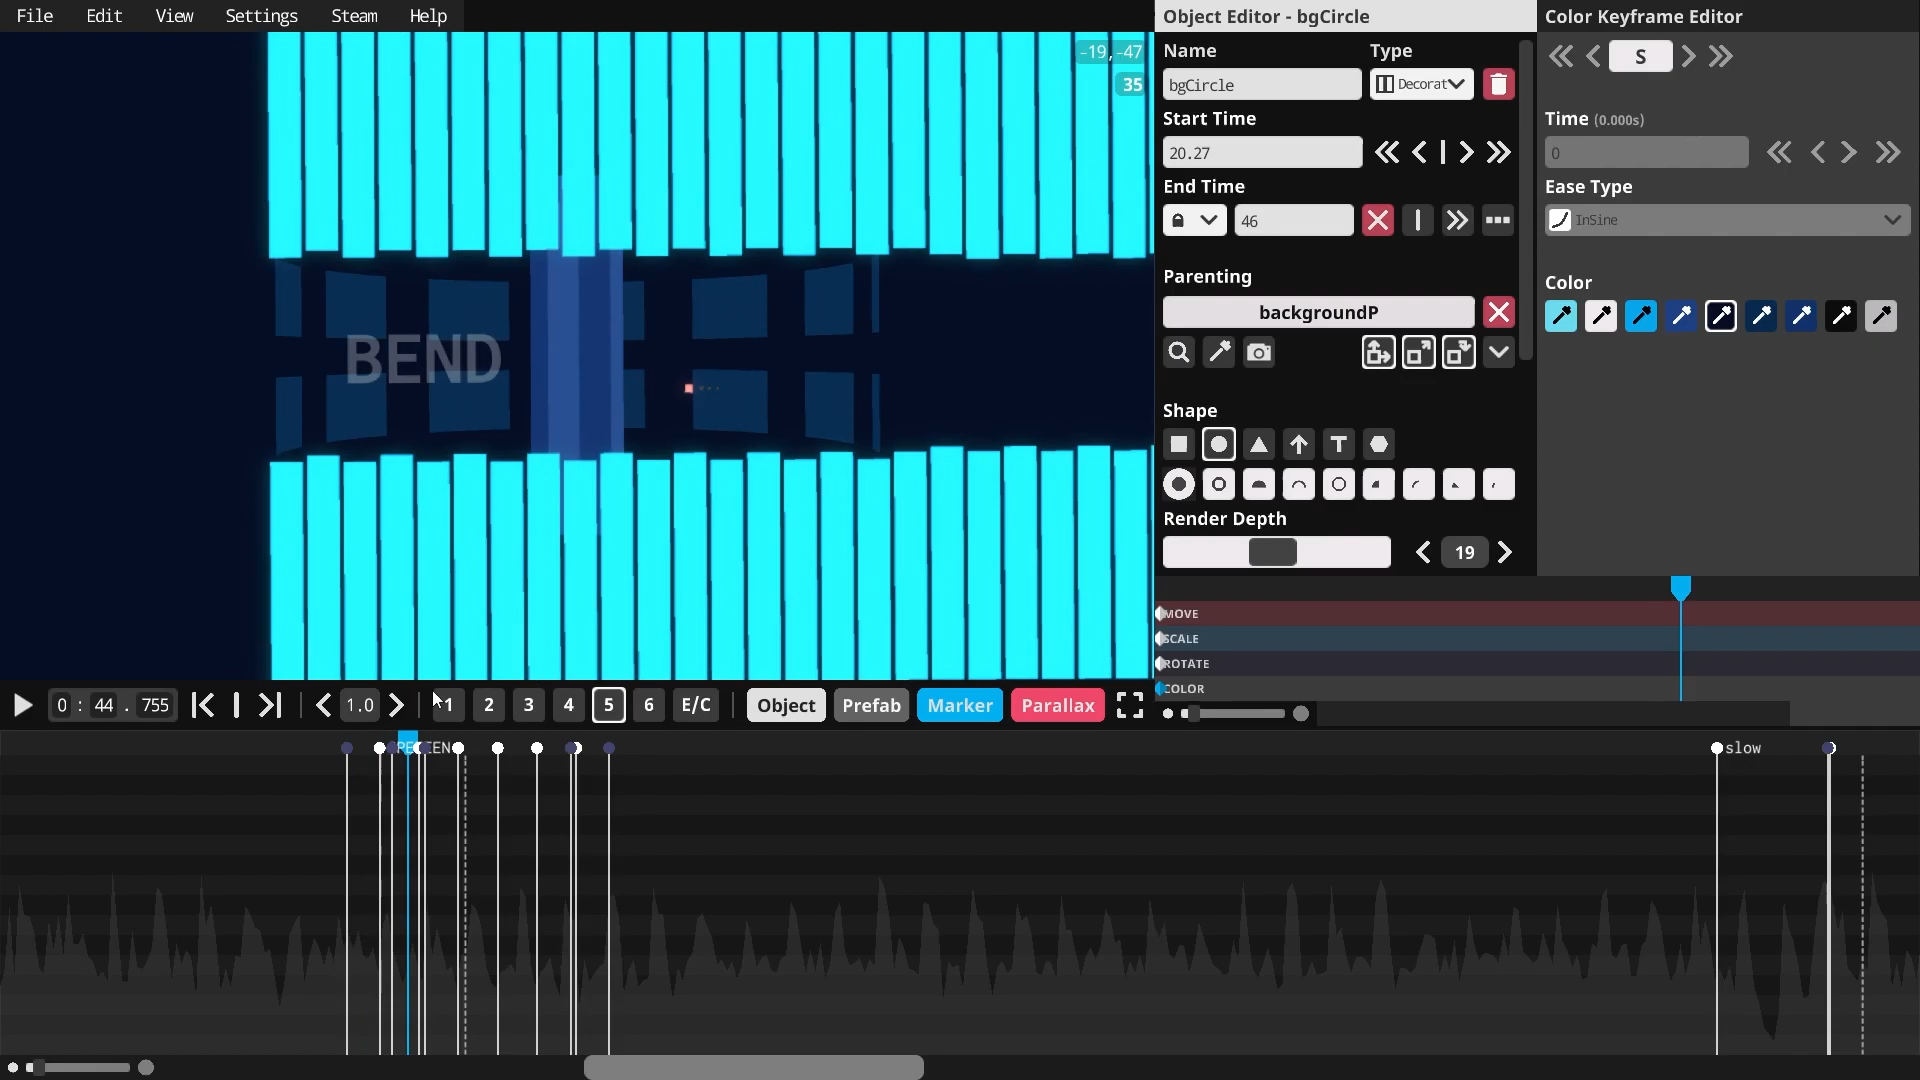 File Edit View Settings Steam Help
Object Editor - bgCircle
Color Keyframe Editor
-19,-47
35
BEND
Name Type
bgCircle Decorat
Start Time
20.27
End Time
46
Parenting
backgroundP
Shape
T
Render Depth
19
S
Time (0.000s)
0
Ease Type
InSine
Color
MOVE
SCALE
ROTATE
COLOR
0 : 44 . 755 1.0 1 2 3 4 5 6 E/C Object Prefab Marker Parallax
slow